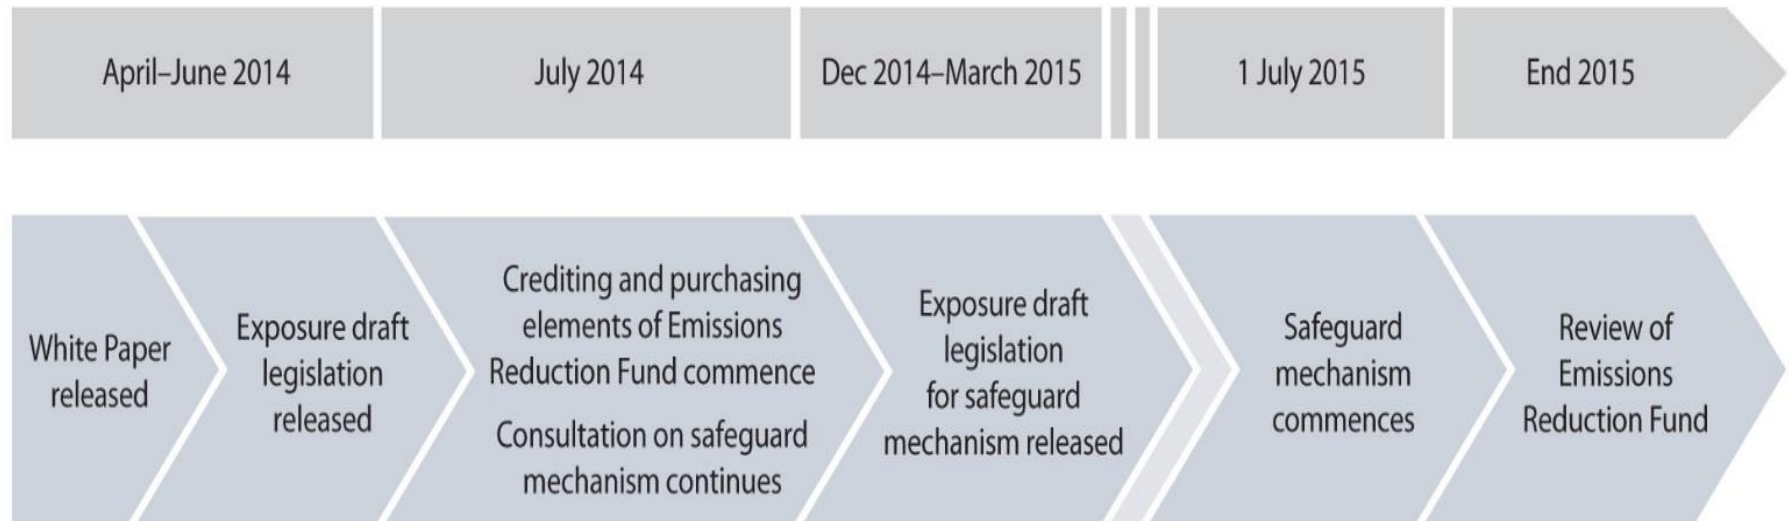 April–June 2014
July 2014
Dec 2014–March 2015
1 July 2015
End 2015
White Paper
released
Exposure draft
legislation
released
Crediting and purchasing
elements of Emissions
Reduction Fund commence
Consultation on safeguard
mechanism continues
Exposure draft
legislation
for safeguard
mechanism released
Safeguard
mechanism
commences
Review of
Emissions
Reduction Fund